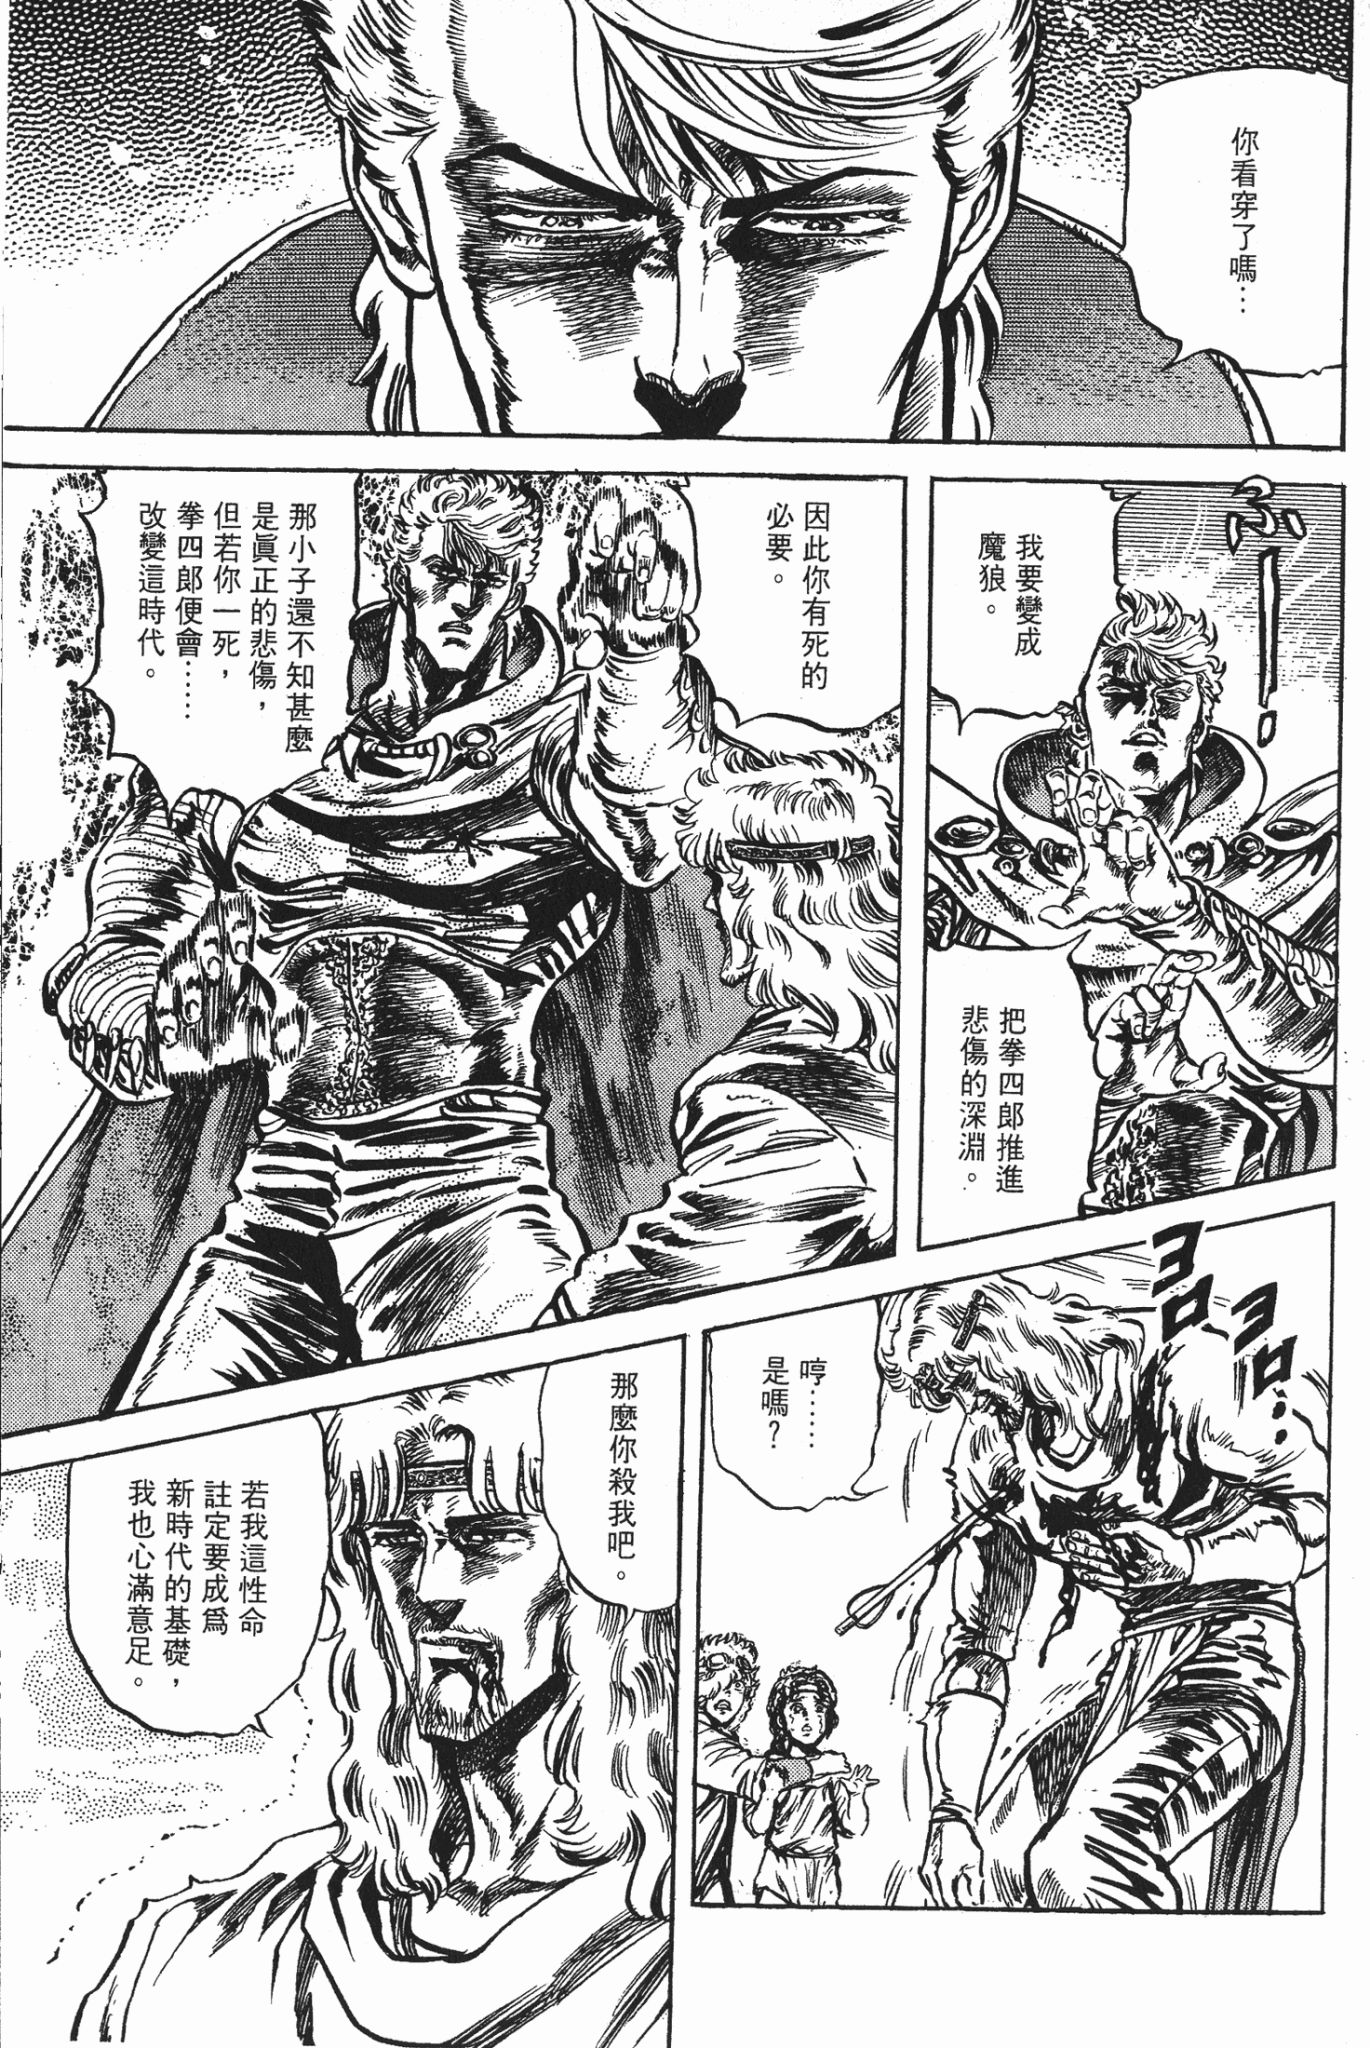 你看穿了嗎…
ふーーっ
我要變成
魔狼。
把拳四郎推進
悲傷的深淵。
因此你有死的
必要。
那小子還不知甚麼
是眞正的悲傷，
但若你一死，
拳四郎便會……
改變這時代。
ヨロ
ヨロ…
哼……
是嗎？
那麼你殺我吧。
若我這性命
註定要成爲
新時代的基礎，
我也心滿意足。